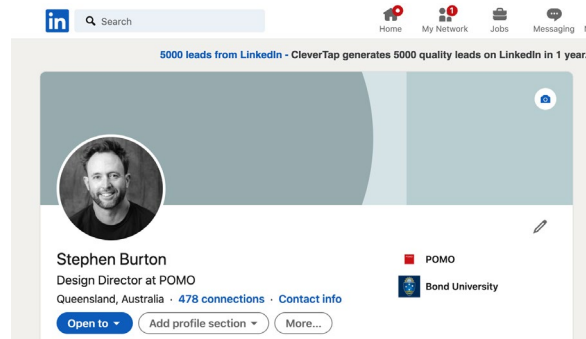 in
Search
Home
My Network
1
Jobs
Messaging
5000 leads from LinkedIn - CleverTap generates 5000 quality leads on LinkedIn in 1 year.
Stephen Burton
Design Director at POMO
Queensland, Australia · 478 connections · Contact info
Open to
Add profile section
More...
POMO
Bond University